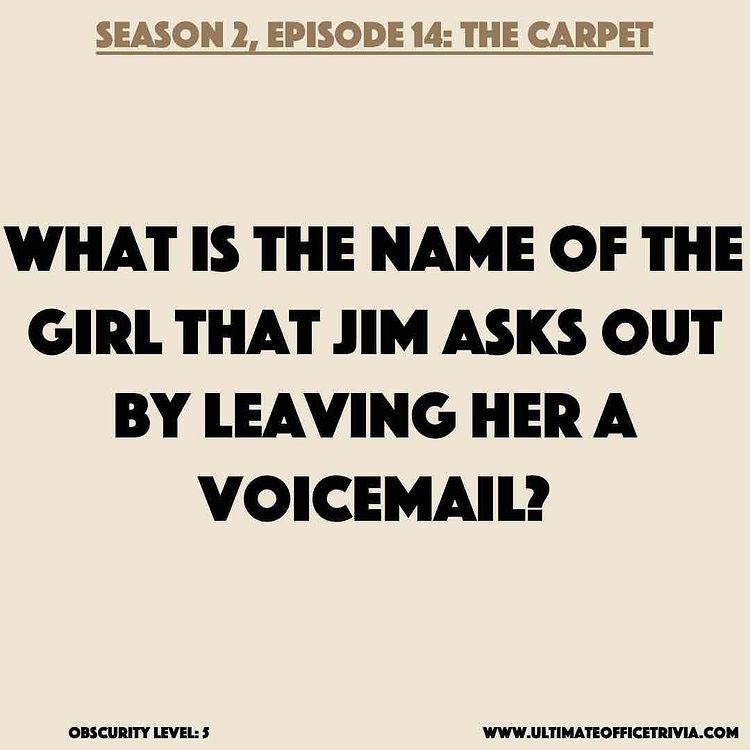 SEASON 2, EPISODE 14: THE CARPET
WHAT IS THE NAME OF THE
GIRL THAT JIM ASKS OUT
BY LEAVING HER A
VOICEMAIL?
OBSCURITY LEVEL: 5
WWW.ULTIMATEOFFICETRIVIA.COM